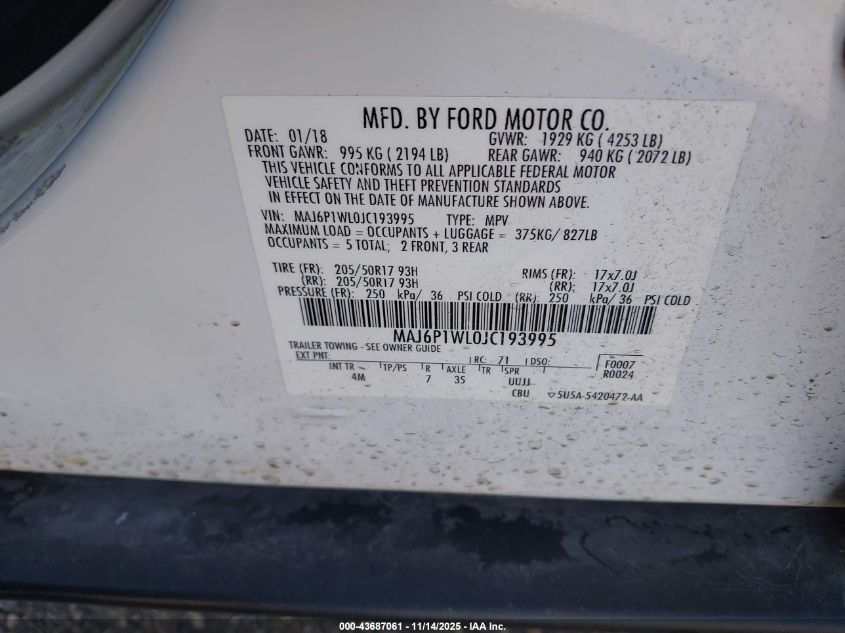 MFD. BY FORD MOTOR CO.
DATE: 01/18 GVWR: 1929 KG ( 4253 LB)
FRONT GAWR: 995 KG ( 2194 LB) REAR GAWR: 940 KG ( 2072 LB)
THIS VEHICLE CONFORMS TO ALL APPLICABLE FEDERAL MOTOR
VEHICLE SAFETY AND THEFT PREVENTION STANDARDS
IN EFFECT ON THE DATE OF MANUFACTURE SHOWN ABOVE.
VIN: MAJ6P1WL0JC193995 TYPE: MPV
MAXIMUM LOAD = OCCUPANTS + LUGGAGE = 375KG/ 827LB
OCCUPANTS = 5 TOTAL; 2 FRONT, 3 REAR
TIRE (FR): 205/50R17 93H RIMS (FR): 17x7.0J
(RR): 205/50R17 93H (RR): 17x7.0J
PRESSURE (FR): 250 kPa/ 36 PSI COLD (RR): 250 kPa/ 36 PSI COLD
MAJ6P1WL0JC193995
TRAILER TOWING - SEE OWNER GUIDE
EXT PNT: RC: 71 DSO: F0007
R0024
INT TR TP/PS R AXLE TR SPR
4M 7 35 UUJJ
CBU 5U5A-5420472-AA
000-43687061 - 11/14/2025 - IAA Inc.